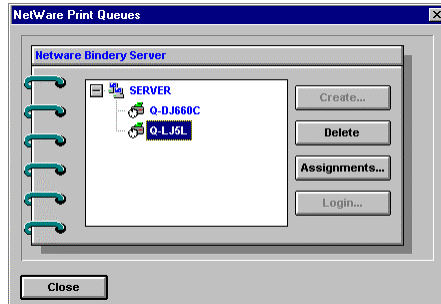 NetWare Print Queues
Netware Bindery Server
SERVER
Q-DJ660C
Q-LJ5L
Create...
Delete
Assignments...
Login...
Close